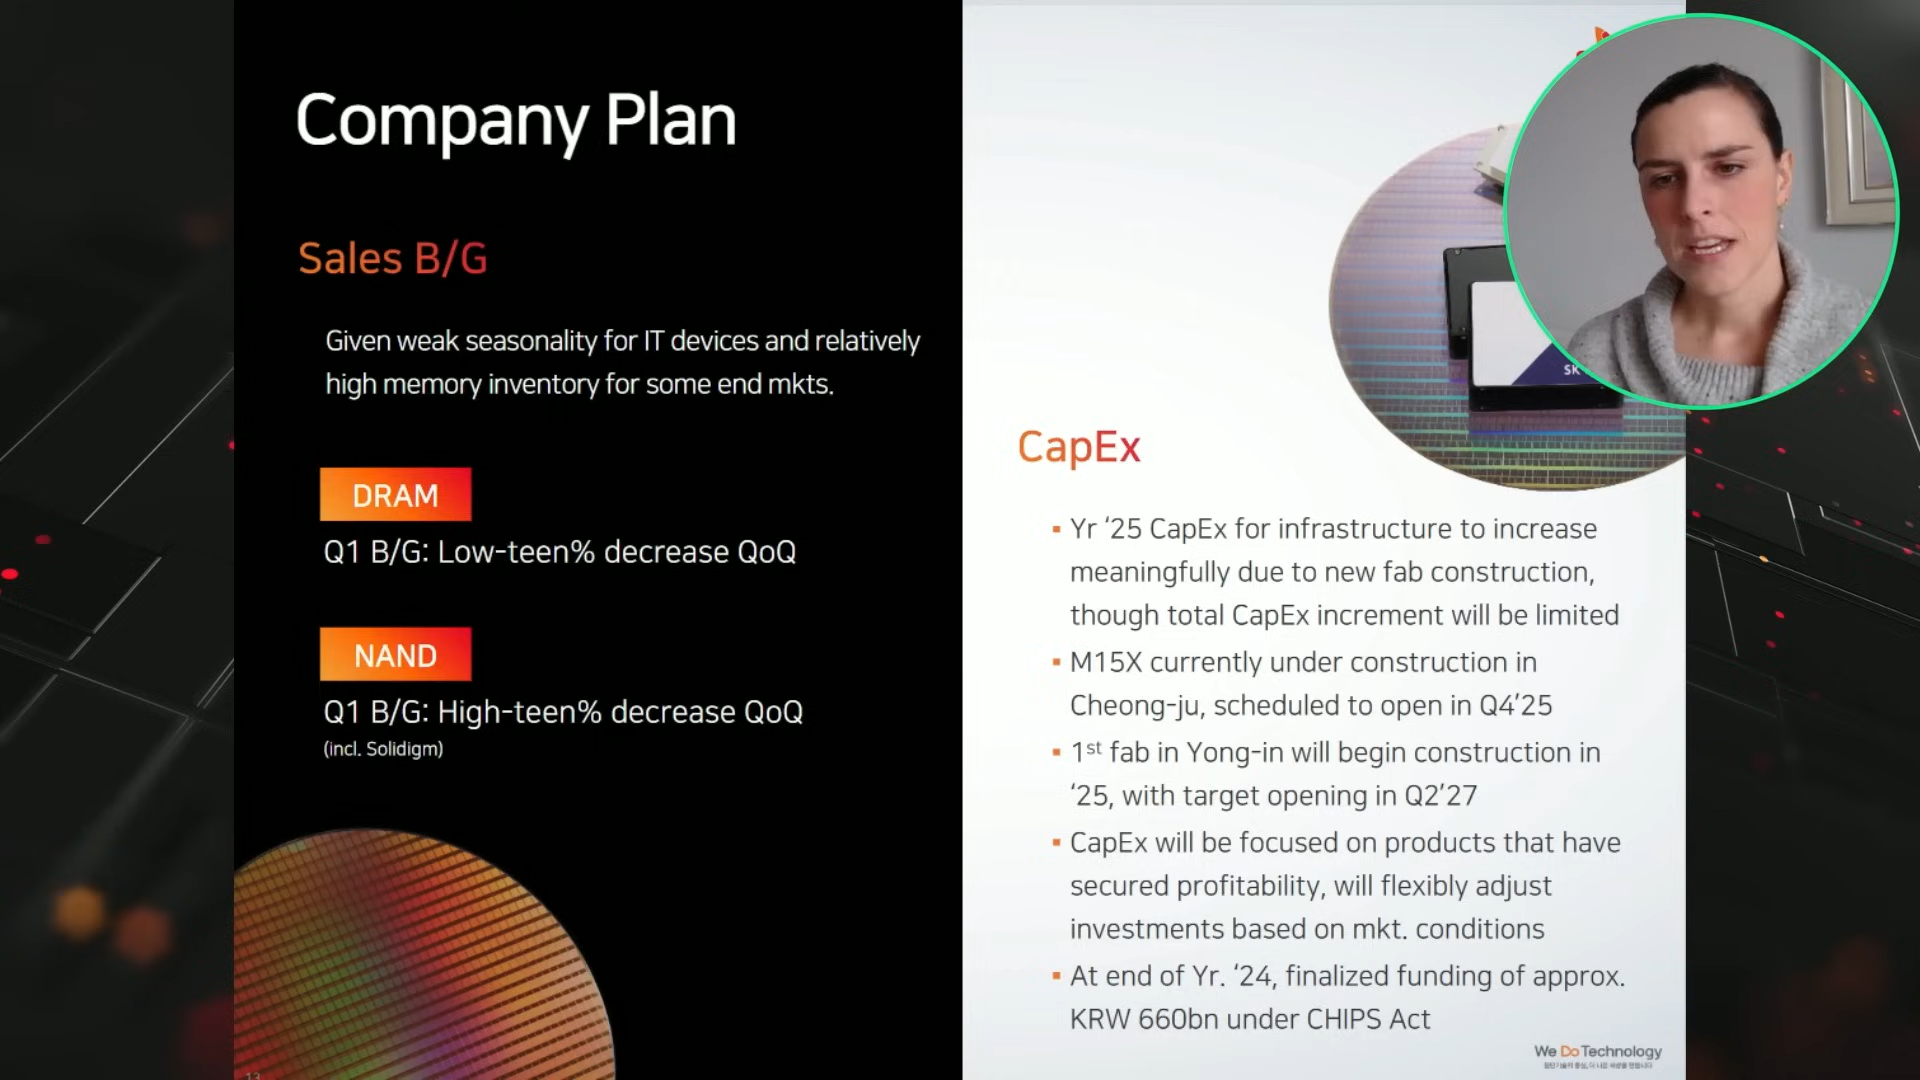 Company Plan
Sales B/G
Given weak seasonality for IT devices and relatively
high memory inventory for some end mkts.
DRAM
Q1 B/G: Low-teen% decrease QoQ
NAND
Q1 B/G: High-teen% decrease QoQ
(incl. Solidigm)
13
SK
CapEx
▪ Yr ‘25 CapEx for infrastructure to increase
meaningfully due to new fab construction,
though total CapEx increment will be limited
▪ M15X currently under construction in
Cheong-ju, scheduled to open in Q4’25
▪ 1st fab in Yong-in will begin construction in
‘25, with target opening in Q2’27
▪ CapEx will be focused on products that have
secured profitability, will flexibly adjust
investments based on mkt. conditions
▪ At end of Yr. ‘24, finalized funding of approx.
KRW 660bn under CHIPS Act
We Do Technology